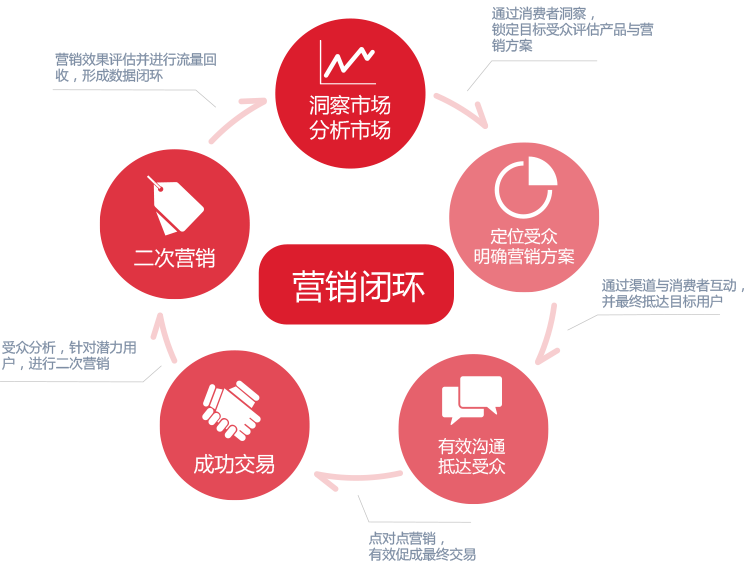 通过消费者洞察，
锁定目标受众评估产品与营
销方案
营销效果评估并进行流量回
收，形成数据闭环
洞察市场
分析市场
定位受众
明确营销方案
二次营销
营销闭环
通过渠道与消费者互动，
并最终抵达目标用户
受众分析，针对潜力用
户，进行二次营销
有效沟通
抵达受众
成功交易
点对点营销，
有效促成最终交易